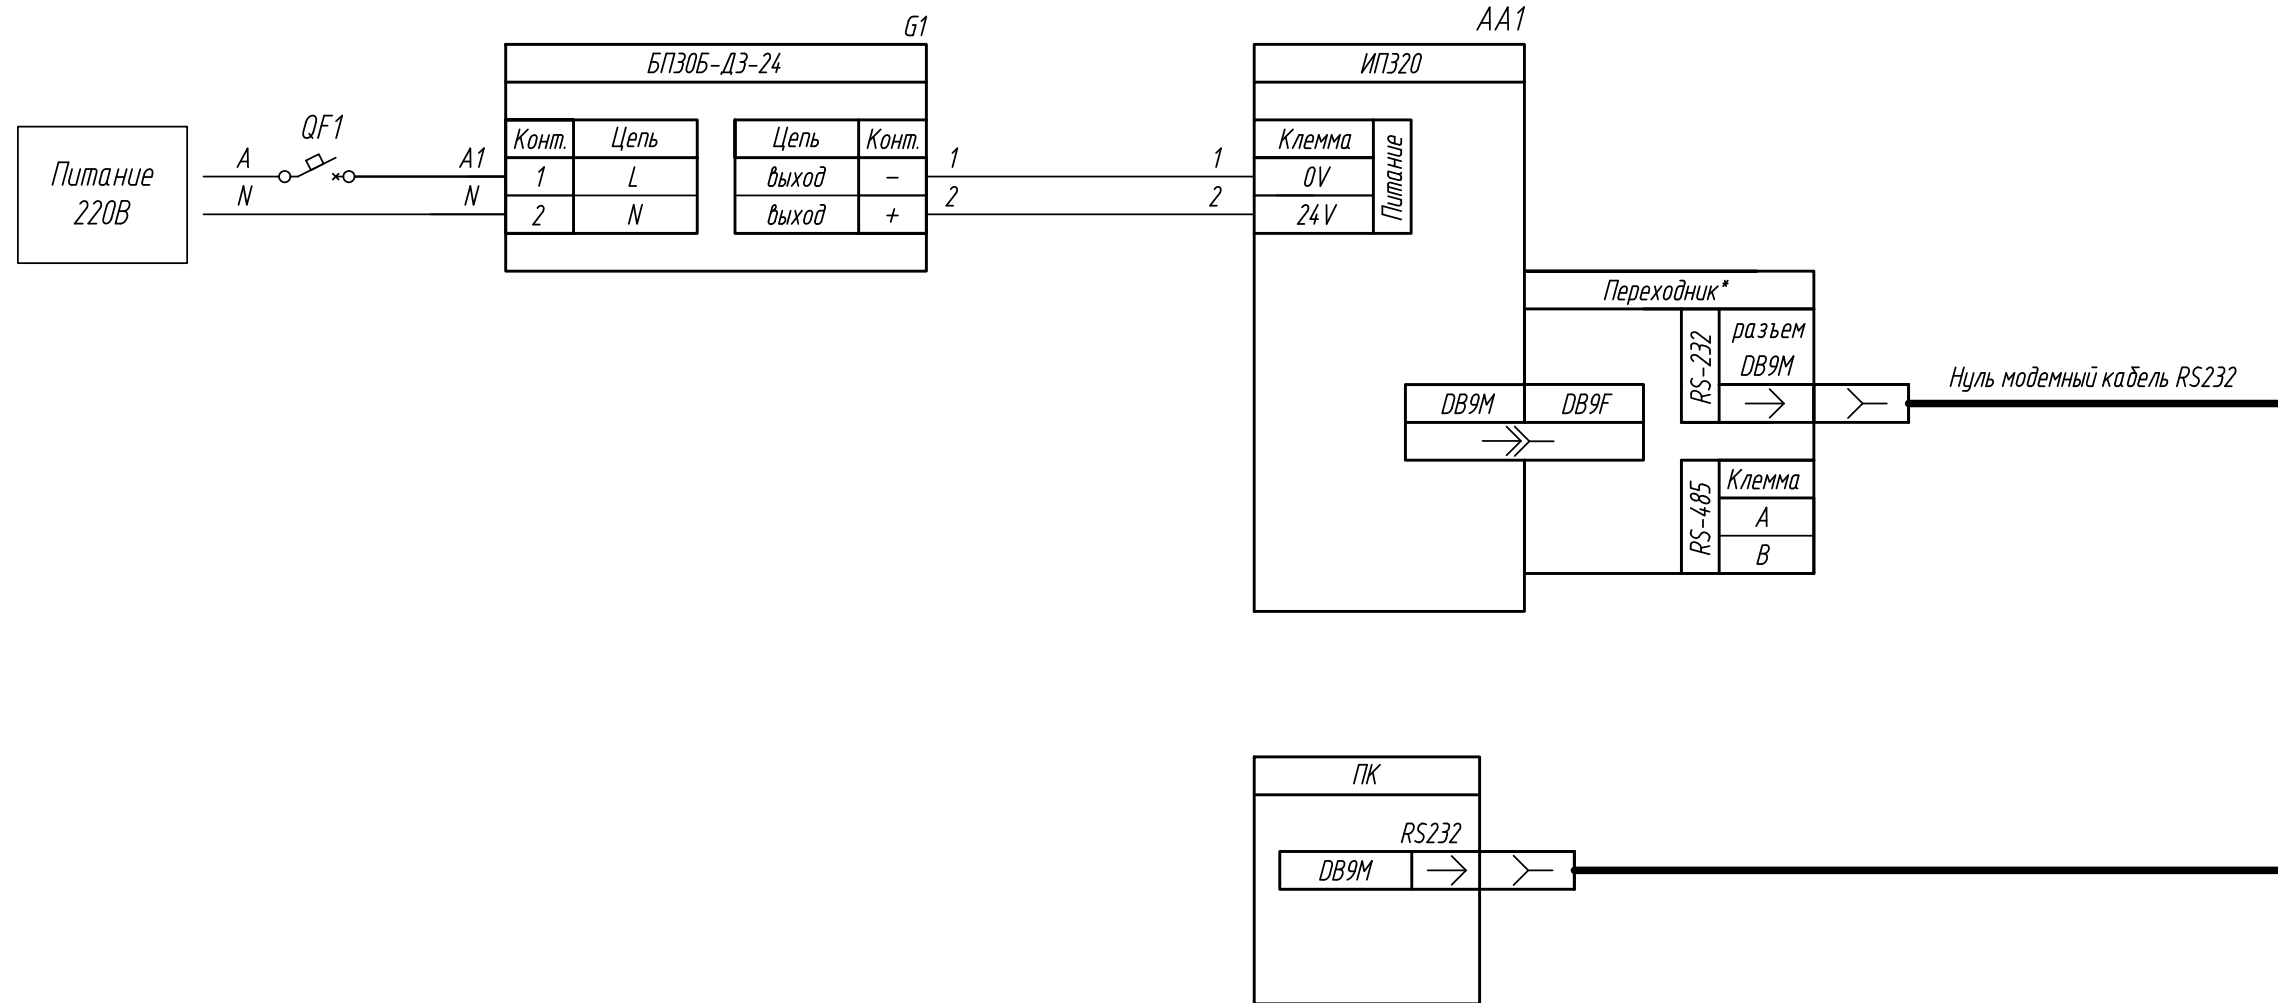 G1
AA1
БП30Б-Д3-24
ИП320
QF1
Питание
220В
A
A1
N
N
Конт.
Цепь
Цепь
Конт.
1
L
выход
-
2
N
выход
+
1
1
2
2
Клемма
0V
24V
Питание
Переходник*
RS-232
разъем
DB9M
DB9M
DB9F
Нуль модемный кабель RS232
RS-485
Клемма
A
B
ПК
RS232
DB9M